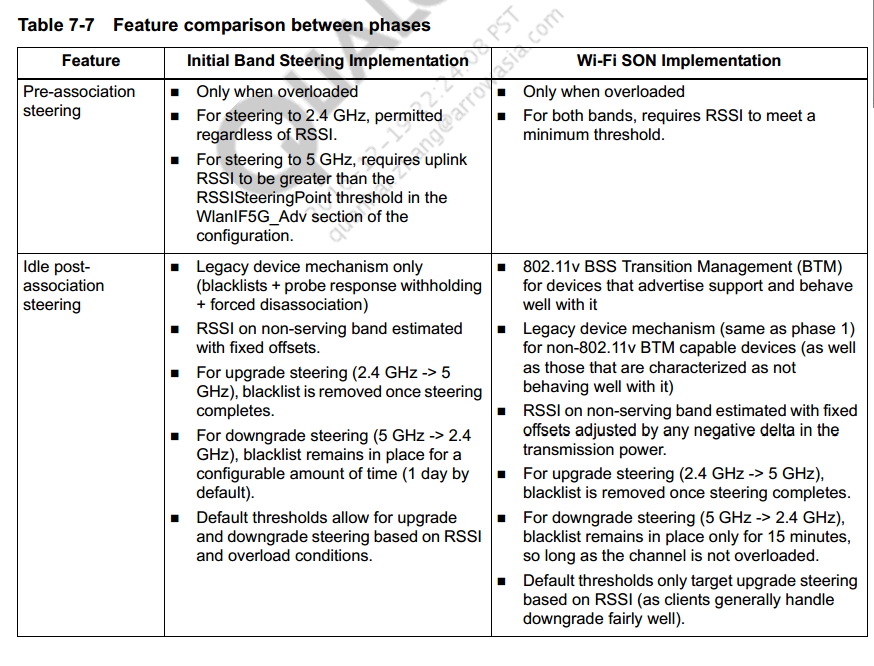 Table 7-7 Feature comparison between phases
Feature
Initial Band Steering Implementation
Wi-Fi SON Implementation
Pre-association
steering
■ Only when overloaded
■ For steering to 2.4 GHz, permitted
regardless of RSSI.
■ For steering to 5 GHz, requires uplink
RSSI to be greater than the
RSSISteeringPoint threshold in the
WlanIF5G_Adv section of the
configuration.
■ Only when overloaded
■ For both bands, requires RSSI to meet a
minimum threshold.
Idle post-
association
steering
■ Legacy device mechanism only
(blacklists + probe response withholding
+ forced disassociation)
■ RSSI on non-serving band estimated
with fixed offsets.
■ For upgrade steering (2.4 GHz -> 5
GHz), blacklist is removed once steering
completes.
■ For downgrade steering (5 GHz -> 2.4
GHz), blacklist remains in place for a
configurable amount of time (1 day by
default).
■ Default thresholds allow for upgrade
and downgrade steering based on RSSI
and overload conditions.
■ 802.11v BSS Transition Management (BTM)
for devices that advertise support and behave
well with it
■ Legacy device mechanism (same as phase 1)
for non-802.11v BTM capable devices (as well
as those that are characterized as not
behaving well with it)
■ RSSI on non-serving band estimated with fixed
offsets adjusted by any negative delta in the
transmission power.
■ For upgrade steering (2.4 GHz -> 5 GHz),
blacklist is removed once steering completes.
■ For downgrade steering (5 GHz -> 2.4 GHz),
blacklist remains in place only for 15 minutes,
so long as the channel is not overloaded.
■ Default thresholds only target upgrade steering
based on RSSI (as clients generally handle
downgrade fairly well).